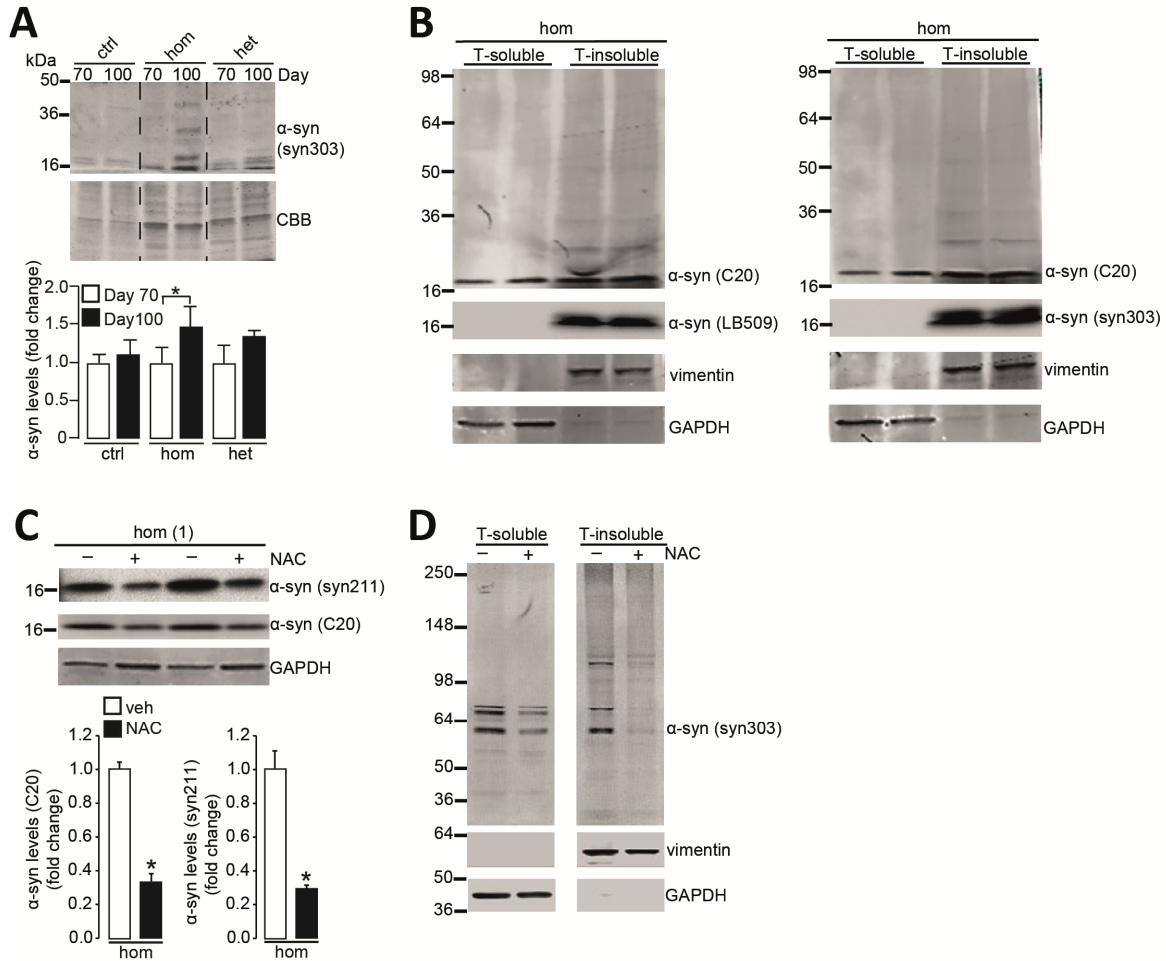 A
ctrl hom het
kDa
70 100 70 100 70 100 Day
50
36
16
α-syn
(syn303)
CBB
α-syn levels (fold change)
2.0
1.5
1.0
0.5
0
Day 70
Day100
*
ctrl hom het
B
hom
T-soluble T-insoluble
98
64
50
36
16
α-syn (C20)
16
α-syn (LB509)
vimentin
GAPDH
hom
T-soluble T-insoluble
98
64
50
36
16
α-syn (C20)
16
α-syn (syn303)
vimentin
GAPDH
C
hom (1)
– + – + NAC
16
α-syn (syn211)
16
α-syn (C20)
GAPDH
veh
NAC
α-syn levels (C20)
(fold change)
1.2
1.0
0.8
0.6
0.4
0.2
0.0
*
hom
α-syn levels (syn211)
(fold change)
1.2
1.0
0.8
0.6
0.4
0.2
0.0
*
hom
D
T-soluble T-insoluble
– + – + NAC
250
148
98
64
50
36
α-syn (syn303)
64
vimentin
50
36
GAPDH